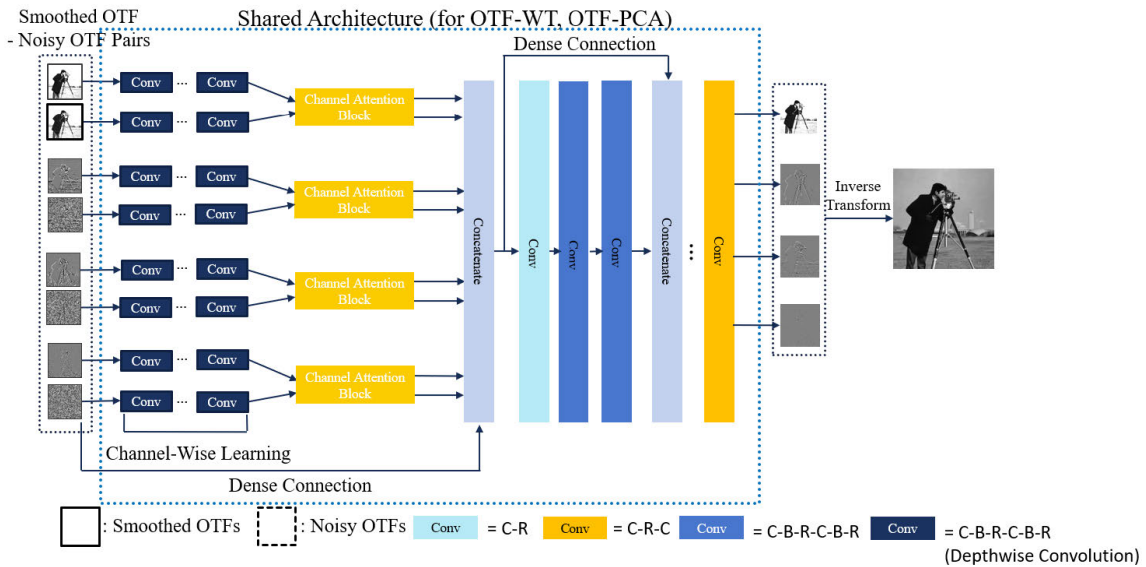 Smoothed OTF
- Noisy OTF Pairs
Shared Architecture (for OTF-WT, OTF-PCA)
Dense Connection
Conv ... Conv
Conv ... Conv
Channel Attention
Block
Conv ... Conv
Conv ... Conv
Channel Attention
Block
Conv ... Conv
Conv ... Conv
Channel Attention
Block
Conv ... Conv
Conv ... Conv
Channel Attention
Block
Concatenate
Conv
Conv
Conv
Concatenate
...
Conv
Inverse
Transform
Channel-Wise Learning
Dense Connection
: Smoothed OTFs
: Noisy OTFs
Conv = C-R
Conv = C-R-C
Conv = C-B-R-C-B-R
Conv = C-B-R-C-B-R
(Depthwise Convolution)